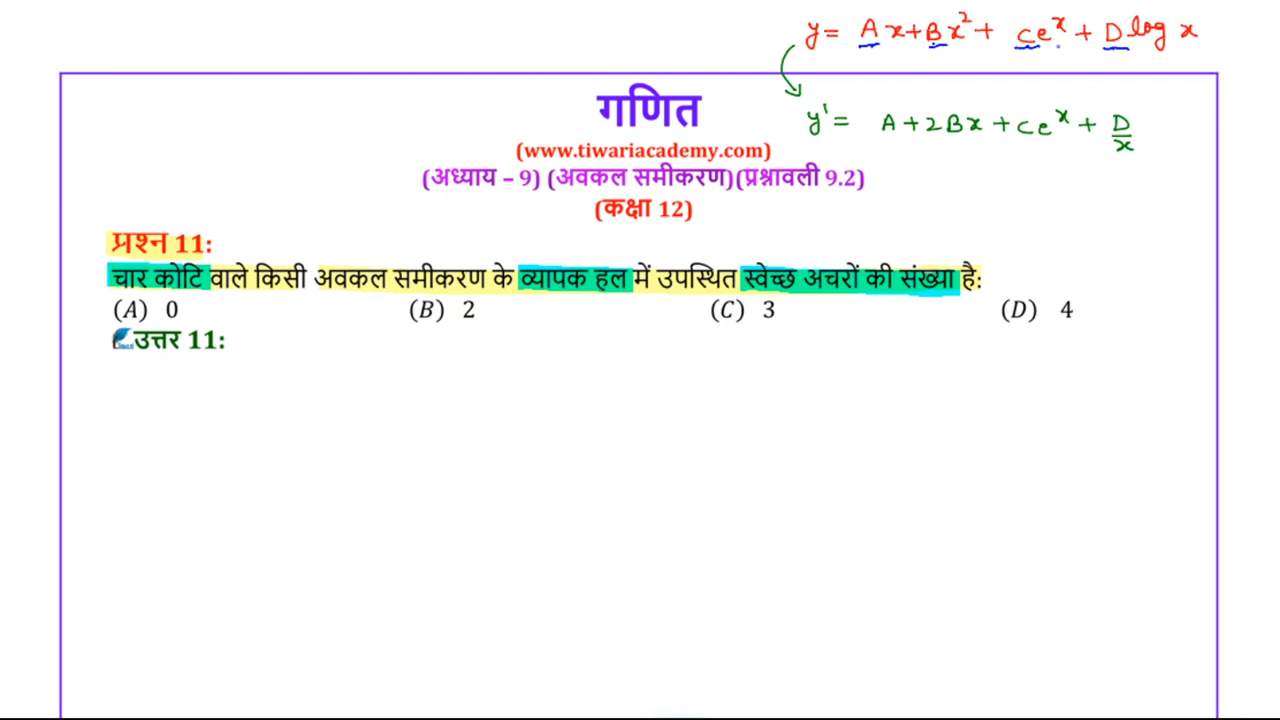 y = Ax + Bx² + Ce^x + D log x
गणित
y' = A + 2Bx + Ce^x + D/x
(www.tiwariacademy.com)
(अध्याय – 9) (अवकल समीकरण)(प्रश्नावली 9.2)
(कक्षा 12)
प्रश्न 11:
चार कोटि वाले किसी अवकल समीकरण के व्यापक हल में उपस्थित स्वेच्छ अचरों की संख्या है:
(A) 0 (B) 2 (C) 3 (D) 4
उत्तर 11: